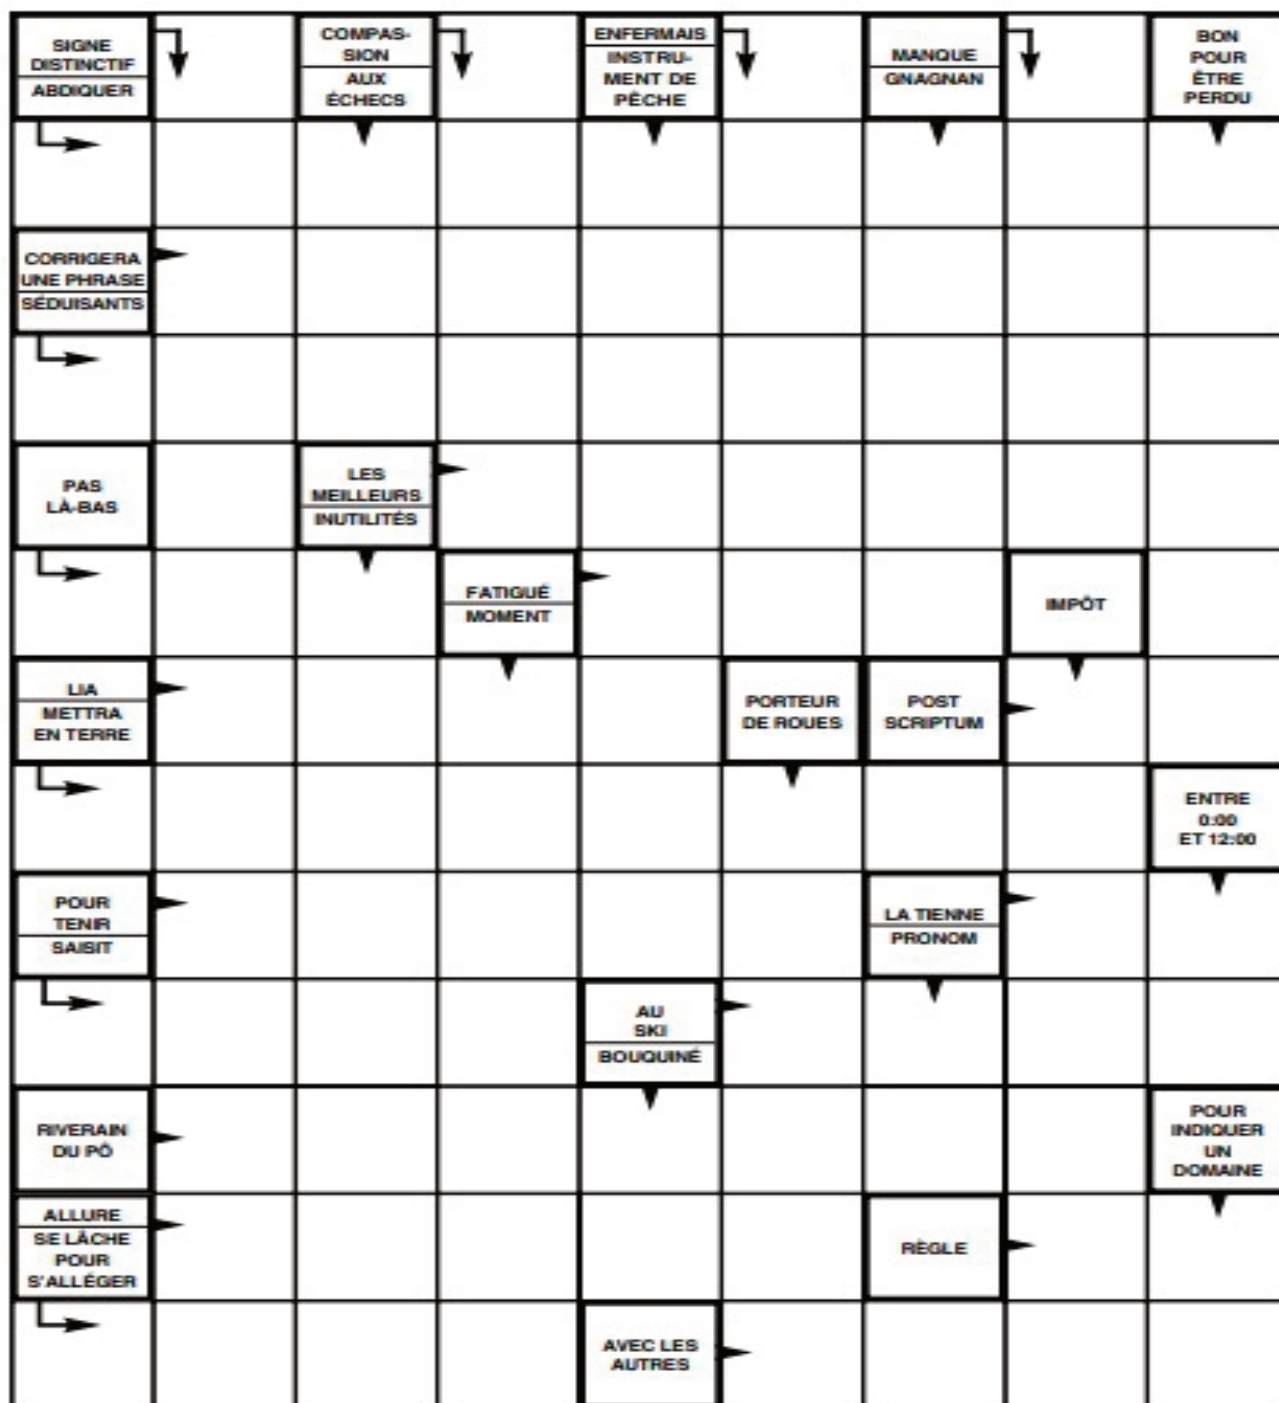 SIGNE
DISTINCTIF
ABDIQUER
COMPAS-
SION
AUX
ÉCHECS
ENFERMAIS
INSTRU-
MENT DE
PÊCHE
MANQUE
GNAGNAN
BON
POUR
ÊTRE
PERDU
CORRIGERA
UNE PHRASE
SÉDUISANTS
PAS
LÀ-BAS
LES
MEILLEURS
INUTILITÉS
FATIGUÉ
MOMENT
IMPÔT
LIA
METTRA
EN TERRE
PORTEUR
DE ROUES
POST
SCRIPTUM
ENTRE
0:00
ET 12:00
POUR
TENIR
SAISIT
LA TIENNE
PRONOM
AU
SKI
BOUQUINÉ
RIVERAIN
DU PÔ
POUR
INDIQUER
UN
DOMAINE
ALLURE
SE LÂCHE
POUR
S'ALLÉGER
RÈGLE
AVEC LES
AUTRES